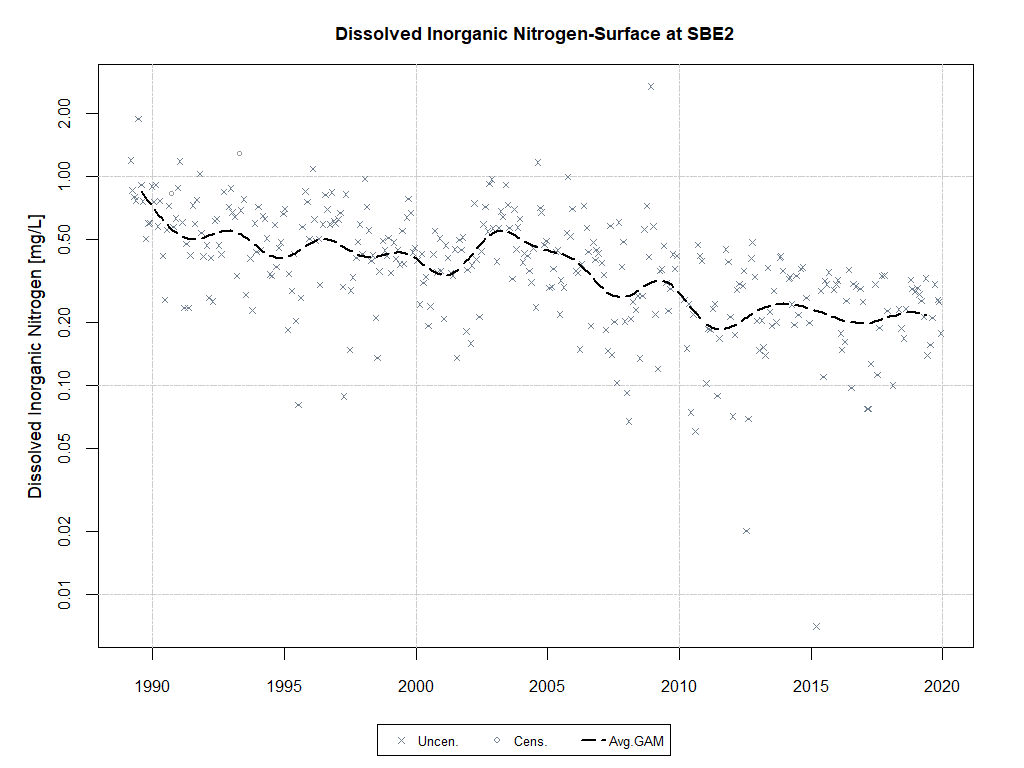 Dissolved Inorganic Nitrogen-Surface at SBE2
Dissolved Inorganic Nitrogen [mg/L]
2.00
1.00
0.50
0.20
0.10
0.05
0.02
0.01
1990 1995 2000 2005 2010 2015 2020
Uncen. Cens. Avg.GAM